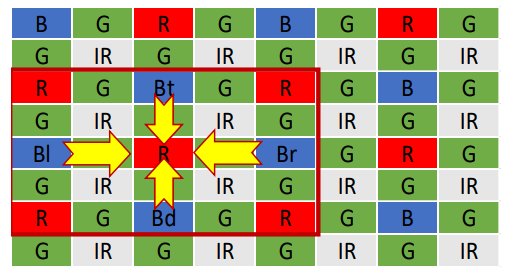 B G R G B G R G
G IR G IR G IR G IR
R G Bt G R G B G
G IR IR G IR G IR
Bl R Br G R G
G IR IR G IR G IR
R G Bd G R G B G
G IR G IR G IR G IR